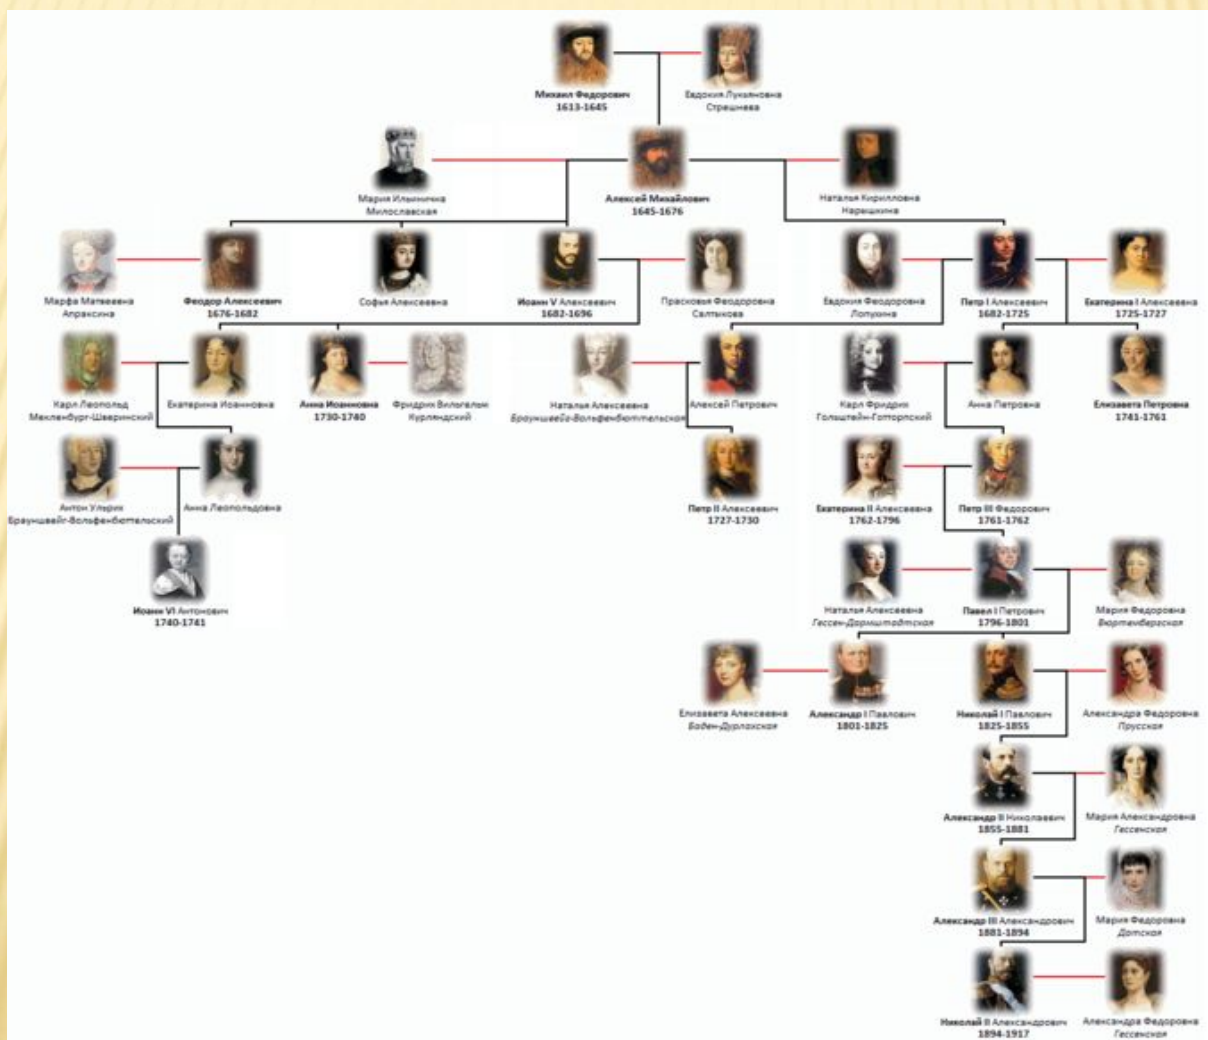 Михаил Федорович
1613-1645
Евдокия Лукьяновна
Стрешнева
Мария Ильинична
Милославская
Алексей Михайлович
1645-1676
Наталья Кирилловна
Нарышкина
Марфа Матвеевна
Апраксина
Феодор Алексеевич
1676-1682
Софья Алексеевна
Иоанн V Алексеевич
1682-1696
Прасковья Феодоровна
Салтыкова
Евдокия Феодоровна
Лопухина
Петр I Алексеевич
1682-1725
Екатерина I Алексеевна
1725-1727
Карл Леопольд
Мекленбург-Шверинский
Екатерина Иоанновна
Анна Иоанновна
1730-1740
Фридрих Вильгельм
Курляндский
Наталья Алексеевна
Брауншвейг-Вольфенбюттельская
Алексей Петрович
Карл Фридрих
Гольштейн-Готторпский
Анна Петровна
Елизавета Петровна
1741-1761
Антон Ульрих
Брауншвейг-Вольфенбюттельский
Анна Леопольдовна
Петр II Алексеевич
1727-1730
Екатерина II Алексеевна
1762-1796
Петр III Федорович
1761-1762
Иоанн VI Антонович
1740-1741
Наталья Алексеевна
Гессен-Дармштадтская
Павел I Петрович
1796-1801
Мария Федоровна
Вюртембергская
Елизавета Алексеевна
Баден-Дурлахская
Александр I Павлович
1801-1825
Николай I Павлович
1825-1855
Александра Федоровна
Прусская
Александр II Николаевич
1855-1881
Мария Александровна
Гессенская
Александр III Александрович
1881-1894
Мария Федоровна
Датская
Николай II Александрович
1894-1917
Александра Федоровна
Гессенская